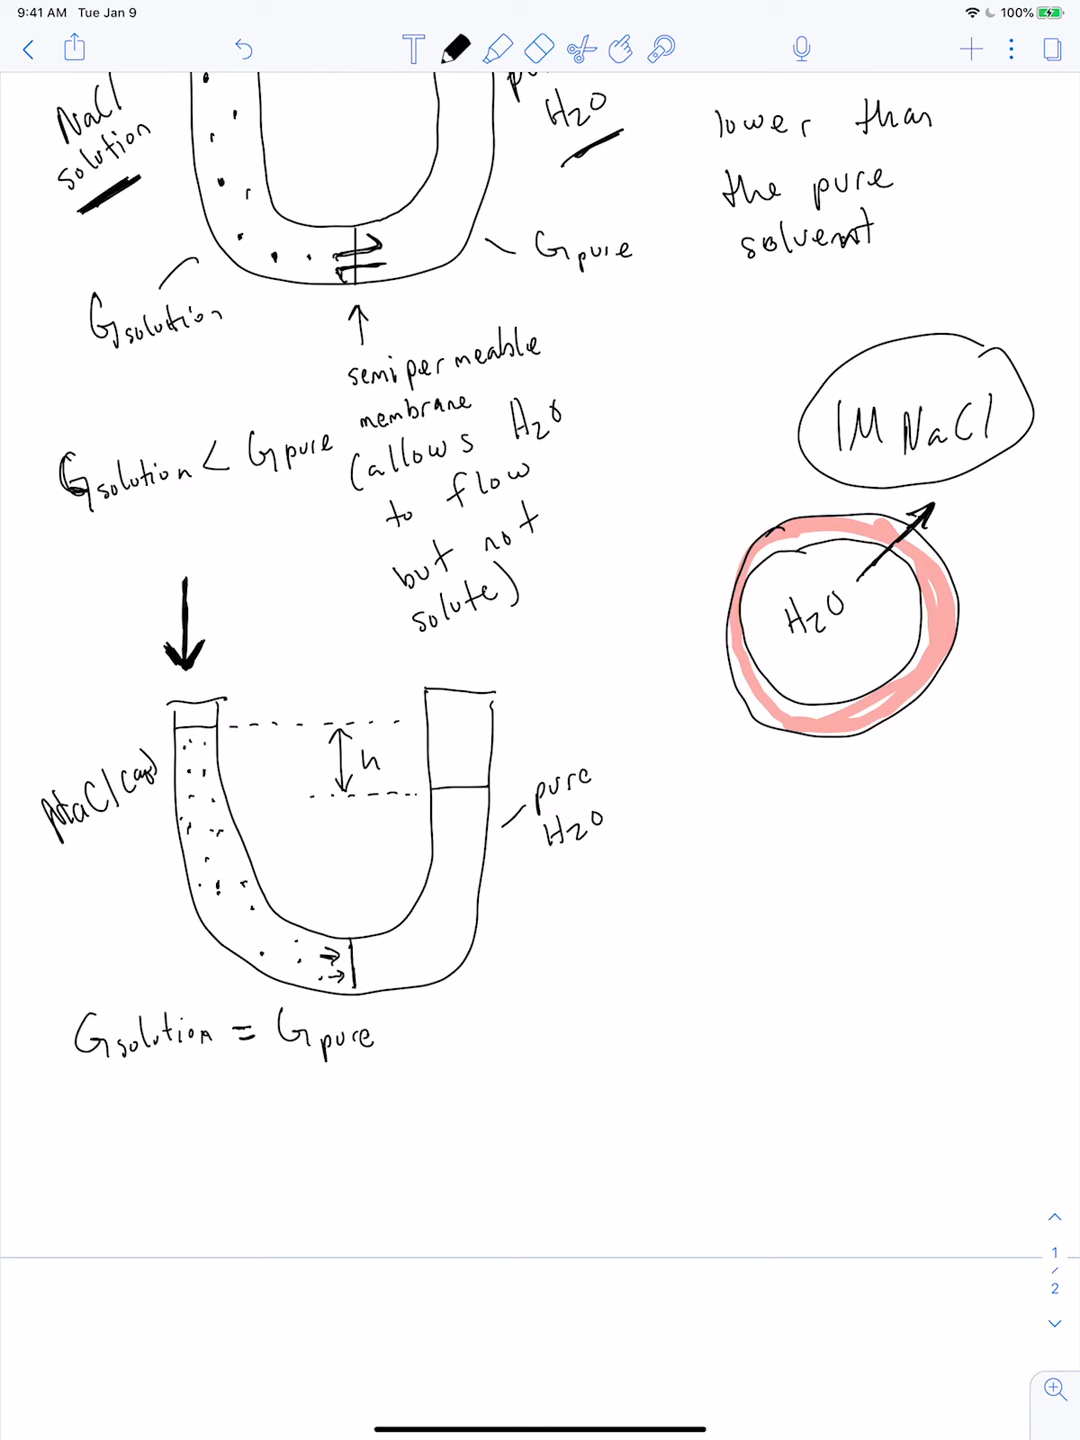 9:41 AM Tue Jan 9
100%
T
NaCl
solution
H2O
lower than
the pure
solvent
Gpure
Gsolution
semipermeable
membrane
(allows H2O
to flow
but not
solute)
Gsolution < Gpure
1M NaCl
H2O
h
NaCl(aq)
pure
H2O
Gsolution = Gpure
1
/
2